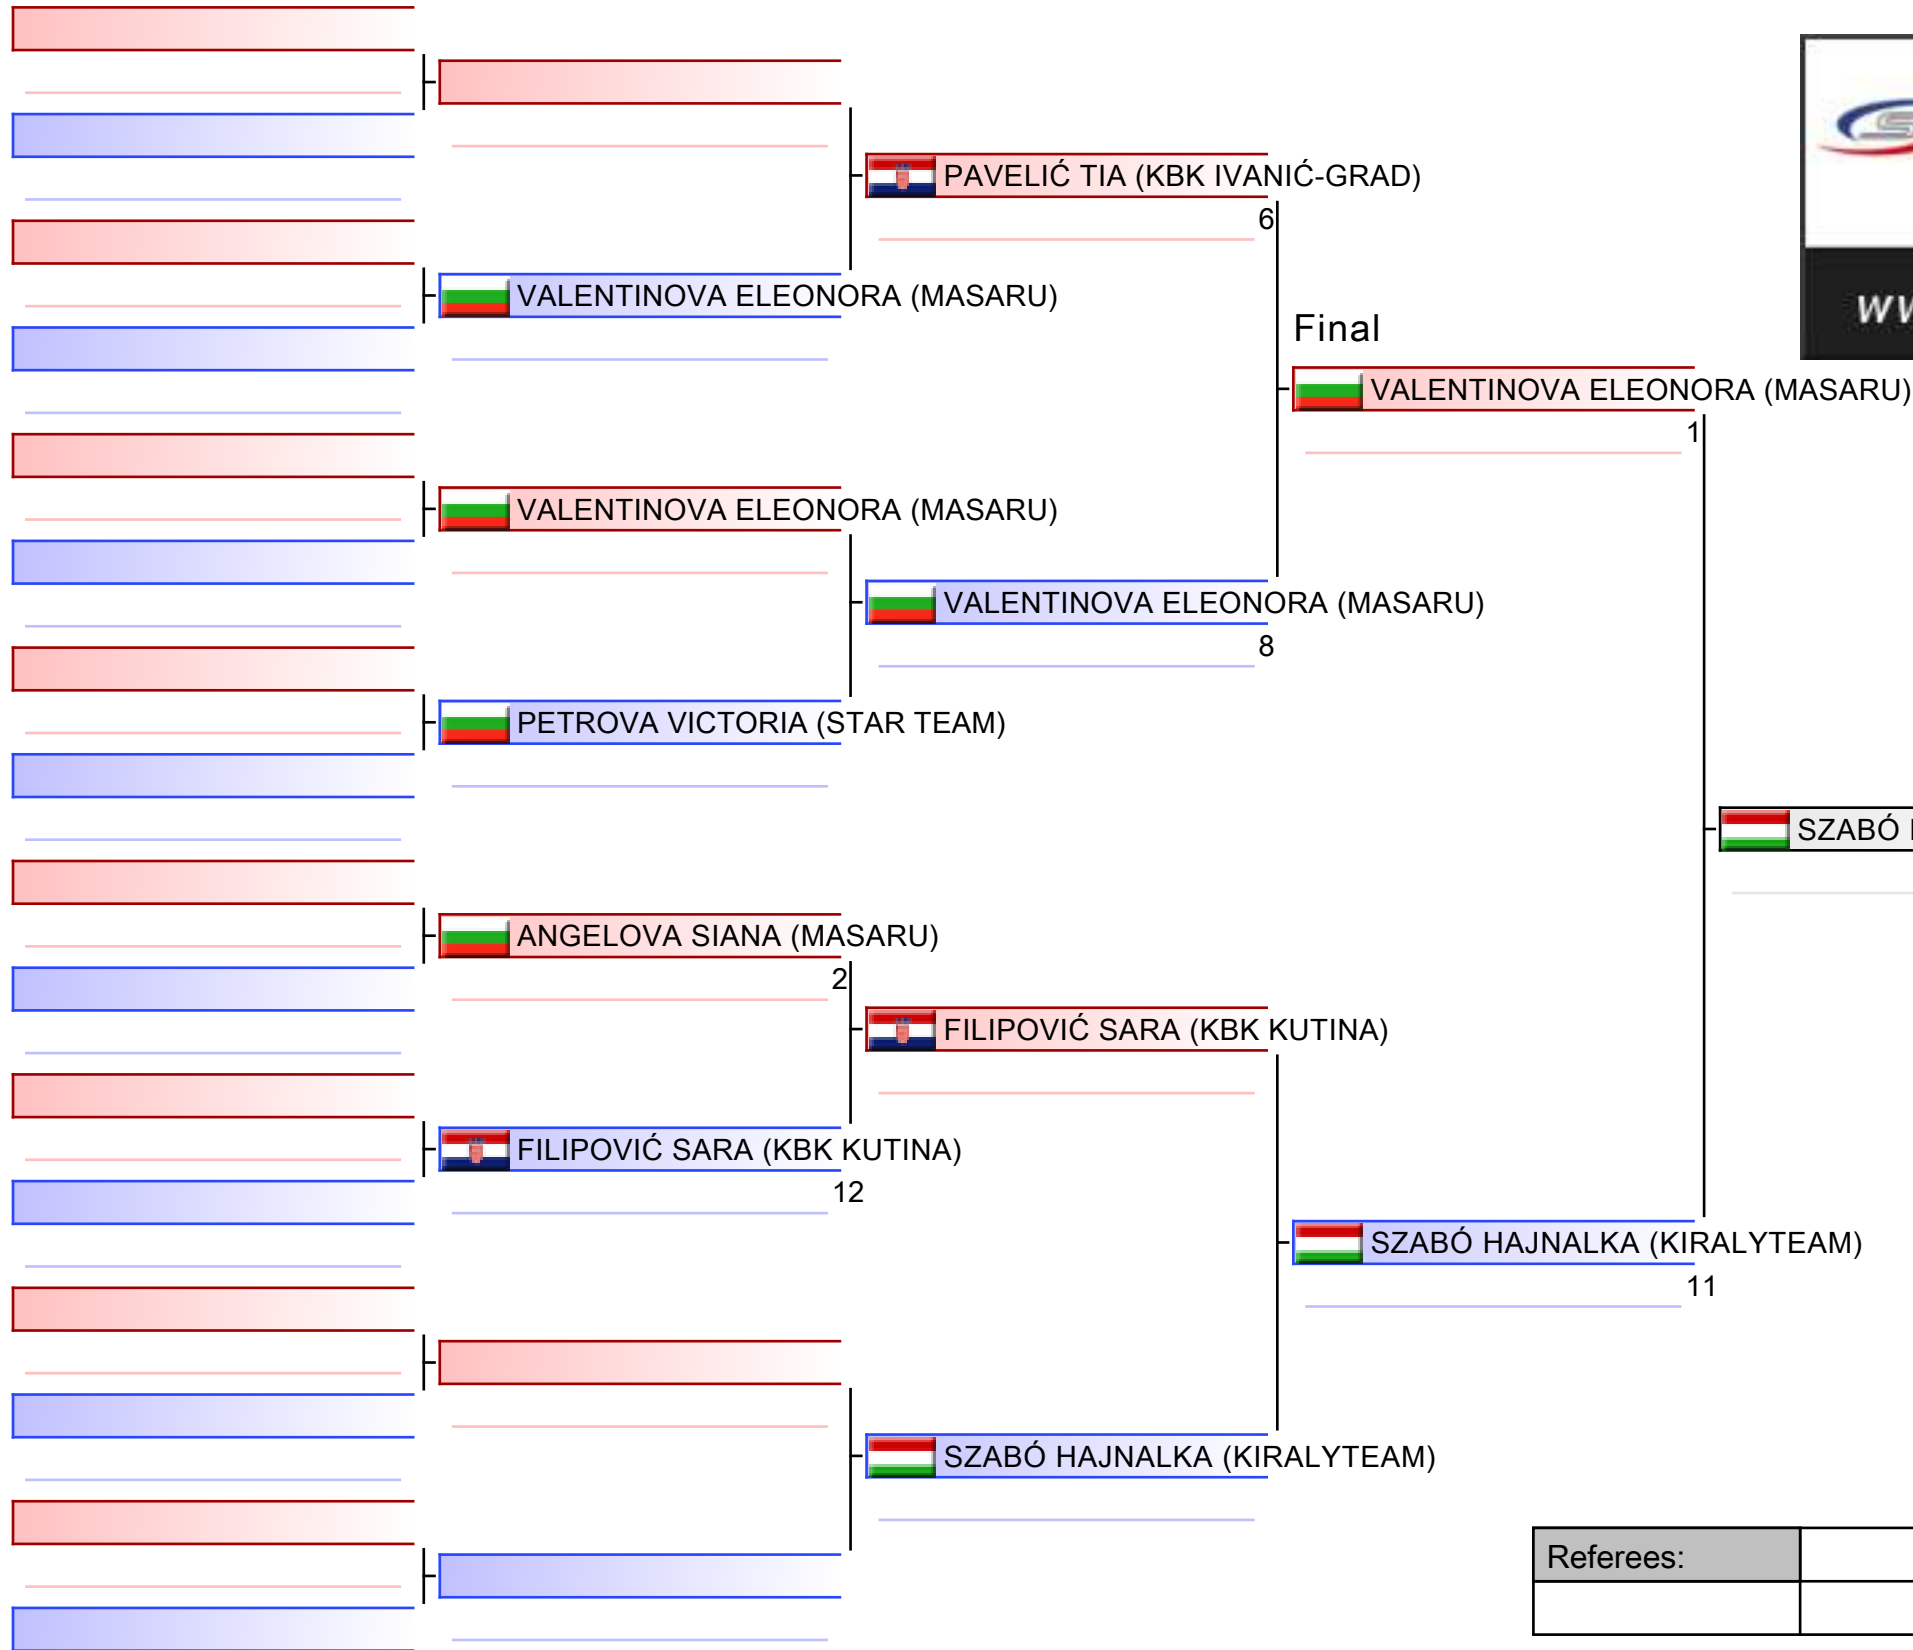 PAVELIĆ TIA (KBK IVANIĆ-GRAD)
6
VALENTINOVA ELEONORA (MASARU)
Final
VALENTINOVA ELEONORA (MASARU)
1
VALENTINOVA ELEONORA (MASARU)
VALENTINOVA ELEONORA (MASARU)
8
PETROVA VICTORIA (STAR TEAM)
SZABÓ
ANGELOVA SIANA (MASARU)
2
FILIPOVIĆ SARA (KBK KUTINA)
FILIPOVIĆ SARA (KBK KUTINA)
12
SZABÓ HAJNALKA (KIRALYTEAM)
11
SZABÓ HAJNALKA (KIRALYTEAM)
Referees: